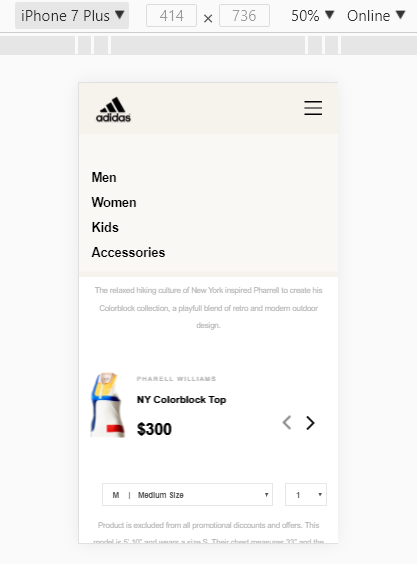 iPhone 7 Plus ▼ 414 × 736 50% ▼ Online ▼
adidas
Men
Women
Kids
Accessories
The relaxed hiking culture of New York inspired Pharrell to create his
Colorblock collection, a playfull blend of retro and modern outdoor
design.
PHARELL WILLIAMS
NY Colorblock Top
$300
M | Medium Size 1
Product is excluded from all promotional discounts and offers. This
model is 5' 10" and wears a size S. Their chest measures 33" and the